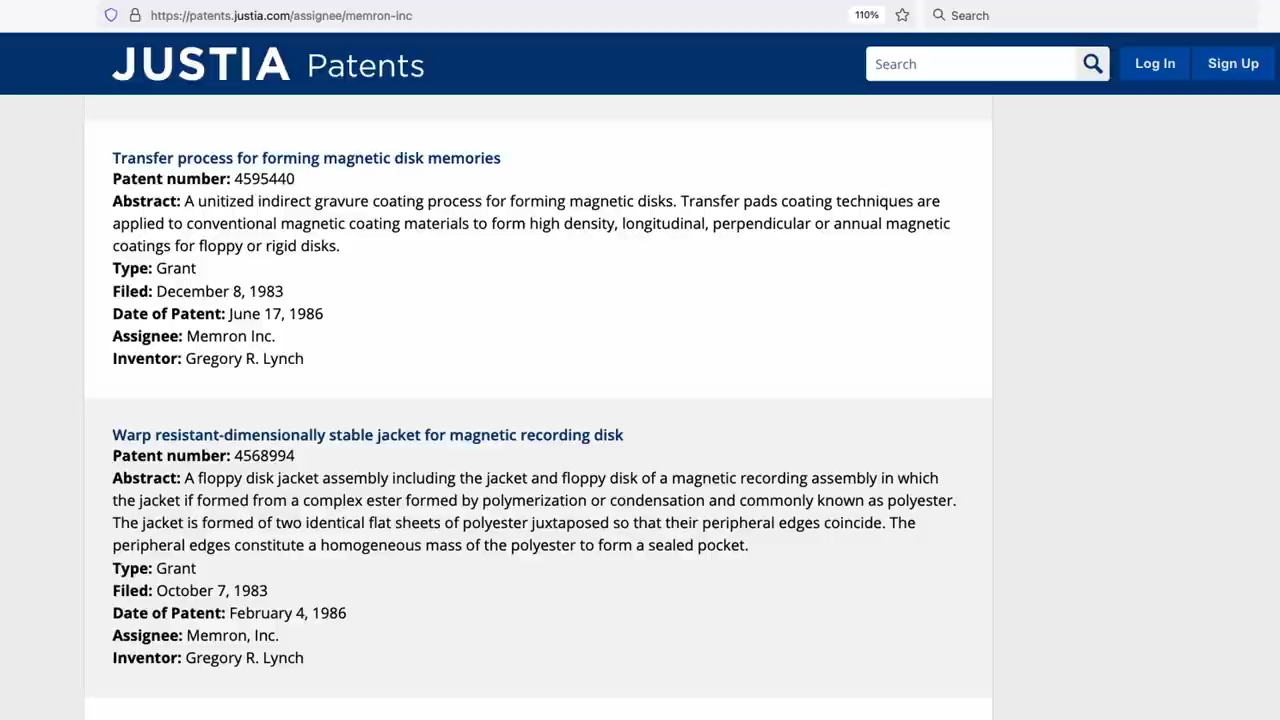 https://patents.justia.com/assignee/memron-inc
110%
Search
JUSTIA Patents
Search
Log In
Sign Up
Transfer process for forming magnetic disk memories
Patent number: 4595440
Abstract: A unitized indirect gravure coating process for forming magnetic disks. Transfer pads coating techniques are
applied to conventional magnetic coating materials to form high density, longitudinal, perpendicular or annual magnetic
coatings for floppy or rigid disks.
Type: Grant
Filed: December 8, 1983
Date of Patent: June 17, 1986
Assignee: Memron Inc.
Inventor: Gregory R. Lynch
Warp resistant-dimensionally stable jacket for magnetic recording disk
Patent number: 4568994
Abstract: A floppy disk jacket assembly including the jacket and floppy disk of a magnetic recording assembly in which
the jacket if formed from a complex ester formed by polymerization or condensation and commonly known as polyester.
The jacket is formed of two identical flat sheets of polyester juxtaposed so that their peripheral edges coincide. The
peripheral edges constitute a homogeneous mass of the polyester to form a sealed pocket.
Type: Grant
Filed: October 7, 1983
Date of Patent: February 4, 1986
Assignee: Memron, Inc.
Inventor: Gregory R. Lynch